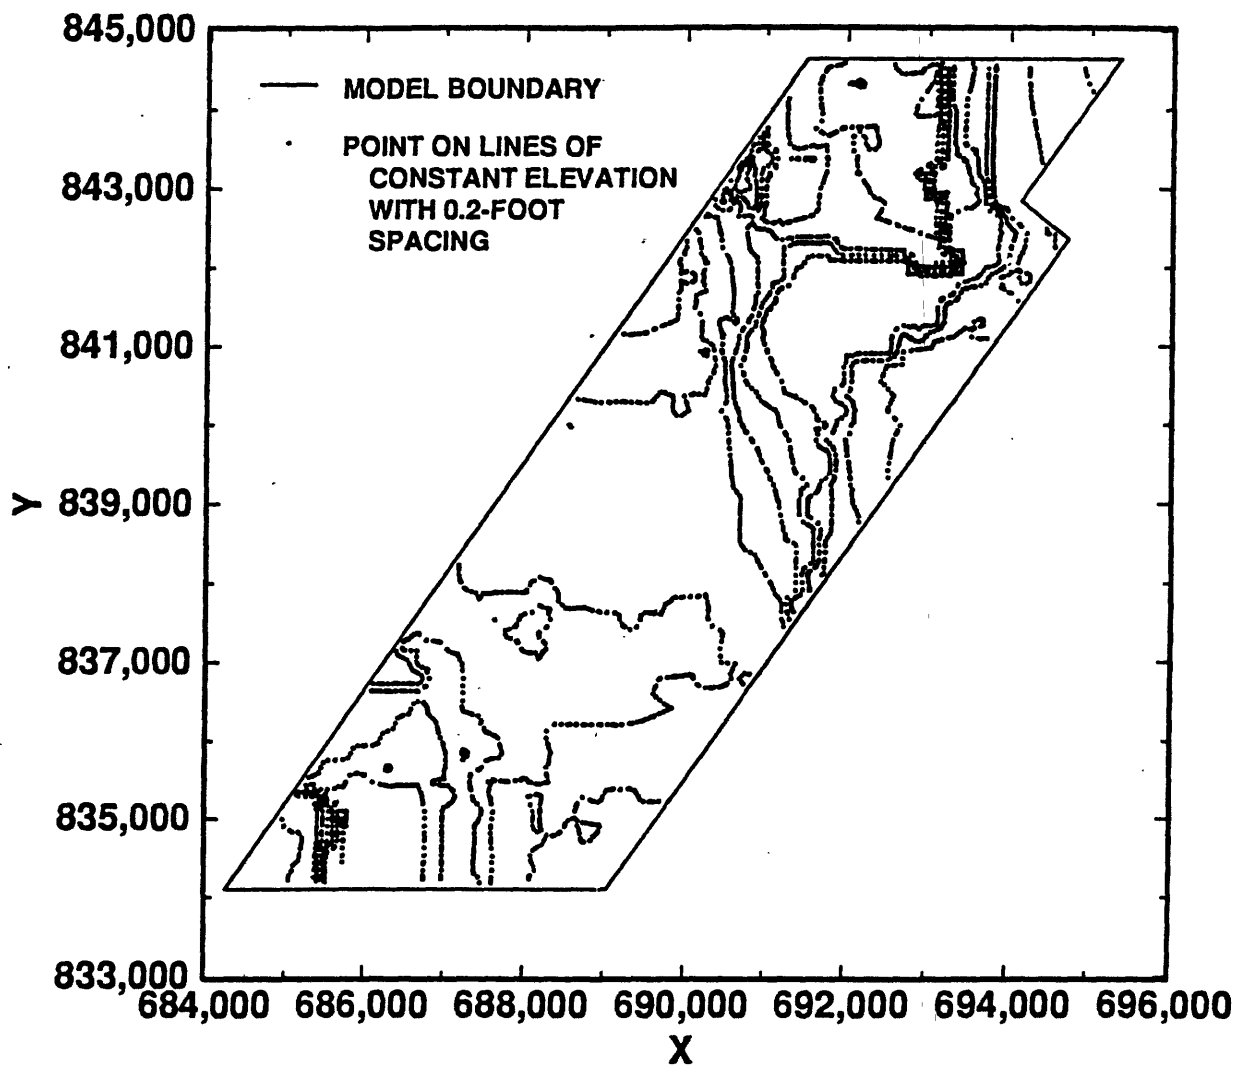 845,000
MODEL BOUNDARY
POINT ON LINES OF
CONSTANT ELEVATION
WITH 0.2-FOOT
SPACING
843,000
841,000
Y
839,000
837,000
835,000
833,000
684,000 686,000 688,000 690,000 692,000 694,000 696,000
X